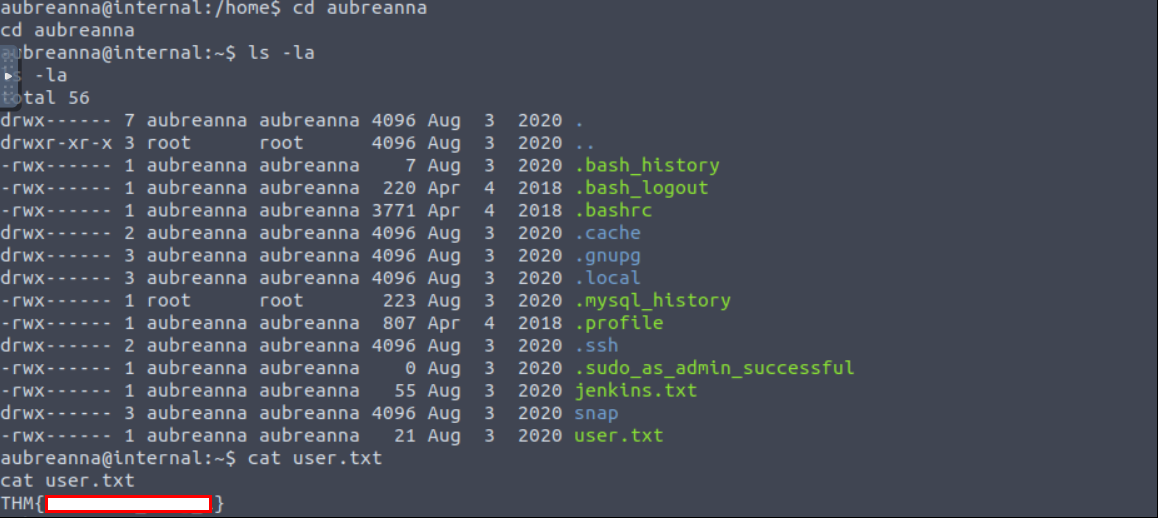 aubreanna@internal:/home$ cd aubreanna
cd aubreanna
aubreanna@internal:~$ ls -la
ls -la
total 56
drwx------ 7 aubreanna aubreanna 4096 Aug  3  2020 .
drwxr-xr-x 3 root      root      4096 Aug  3  2020 ..
-rwx------ 1 aubreanna aubreanna    7 Aug  3  2020 .bash_history
-rwx------ 1 aubreanna aubreanna  220 Apr  4  2018 .bash_logout
-rwx------ 1 aubreanna aubreanna 3771 Apr  4  2018 .bashrc
drwx------ 2 aubreanna aubreanna 4096 Aug  3  2020 .cache
drwx------ 3 aubreanna aubreanna 4096 Aug  3  2020 .gnupg
drwx------ 3 aubreanna aubreanna 4096 Aug  3  2020 .local
-rwx------ 1 root      root       223 Aug  3  2020 .mysql_history
-rwx------ 1 aubreanna aubreanna  807 Apr  4  2018 .profile
drwx------ 2 aubreanna aubreanna 4096 Aug  3  2020 .ssh
-rwx------ 1 aubreanna aubreanna    0 Aug  3  2020 .sudo_as_admin_successful
-rwx------ 1 aubreanna aubreanna   55 Aug  3  2020 jenkins.txt
drwx------ 3 aubreanna aubreanna 4096 Aug  3  2020 snap
-rwx------ 1 aubreanna aubreanna   21 Aug  3  2020 user.txt
aubreanna@internal:~$ cat user.txt
cat user.txt
THM{ }